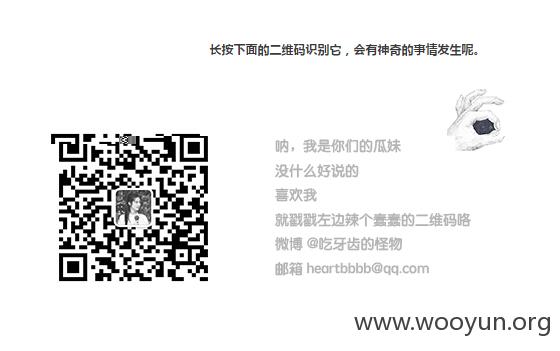 长按下面的二维码识别它，会有神奇的事情发生呢。
呐，我是你们的瓜妹
没什么好说的
喜欢我
就戳戳左边辣个蠢蠢的二维码咯
微博 @吃牙齿的怪物
邮箱 heartbbbb@qq.com
www.wooyun.org